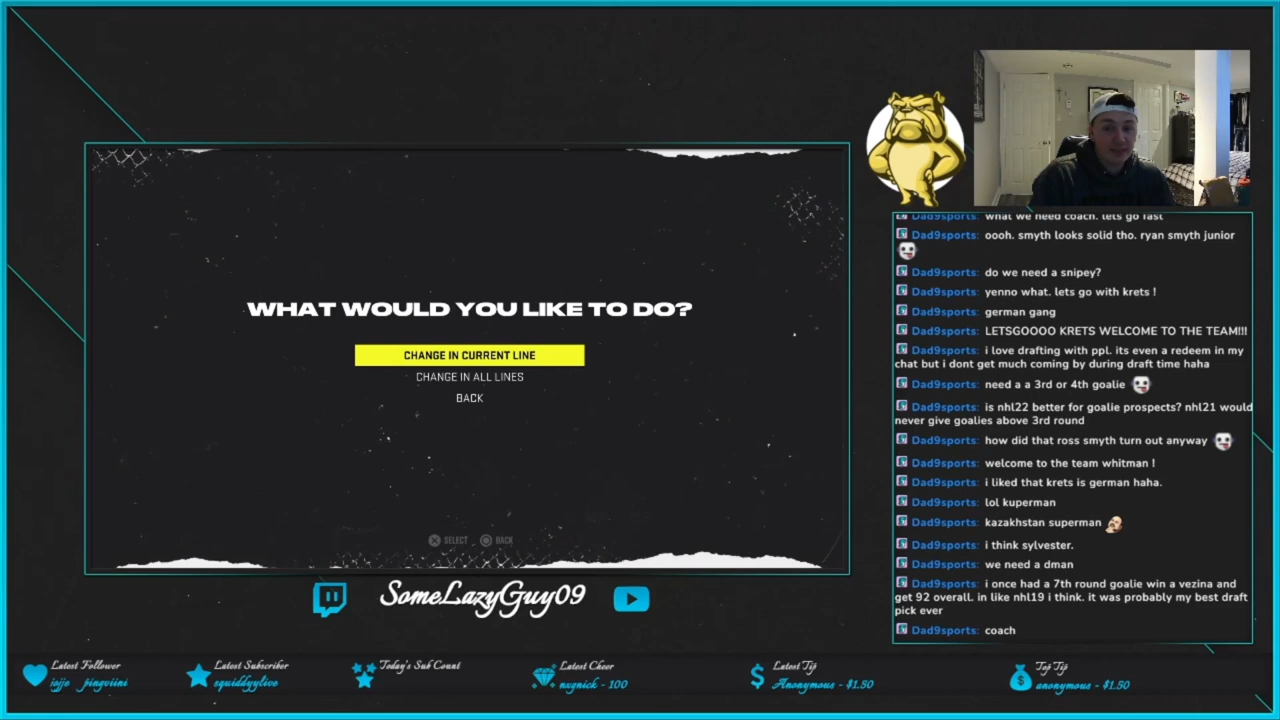 WHAT WOULD YOU LIKE TO DO?
CHANGE IN CURRENT LINE
CHANGE IN ALL LINES
BACK
SELECT
BACK
Dad9sports: what we need coach. lets go fast
Dad9sports: oooh. smyth looks solid tho. ryan smyth junior
Dad9sports: do we need a snipey?
Dad9sports: yenno what. lets go with krets !
Dad9sports: german gang
Dad9sports: LETSGOOOO KRETS WELCOME TO THE TEAM!!!
Dad9sports: i love drafting with ppl. its even a redeem in my
chat but i dont get much coming by during draft time haha
Dad9sports: need a a 3rd or 4th goalie
Dad9sports: is nhl22 better for goalie prospects? nhl21 would
never give goalies above 3rd round
Dad9sports: how did that ross smyth turn out anyway
Dad9sports: welcome to the team whitman !
Dad9sports: i liked that krets is german haha.
Dad9sports: lol kuperman
Dad9sports: kazakhstan superman
Dad9sports: i think sylvester.
Dad9sports: we need a dman
Dad9sports: i once had a 7th round goalie win a vezina and
get 92 overall. in like nhl19 i think. it was probably my best draft
pick ever
Dad9sports: coach
SomeLazyGuy09
Latest Follower
jojje_pingviini
Latest Subscriber
squiddyylive
Today's Sub Count
Latest Cheer
nxgnick - 100
Latest Tip
Anonymous - $1.50
Top Tip
anonymous - $1.50